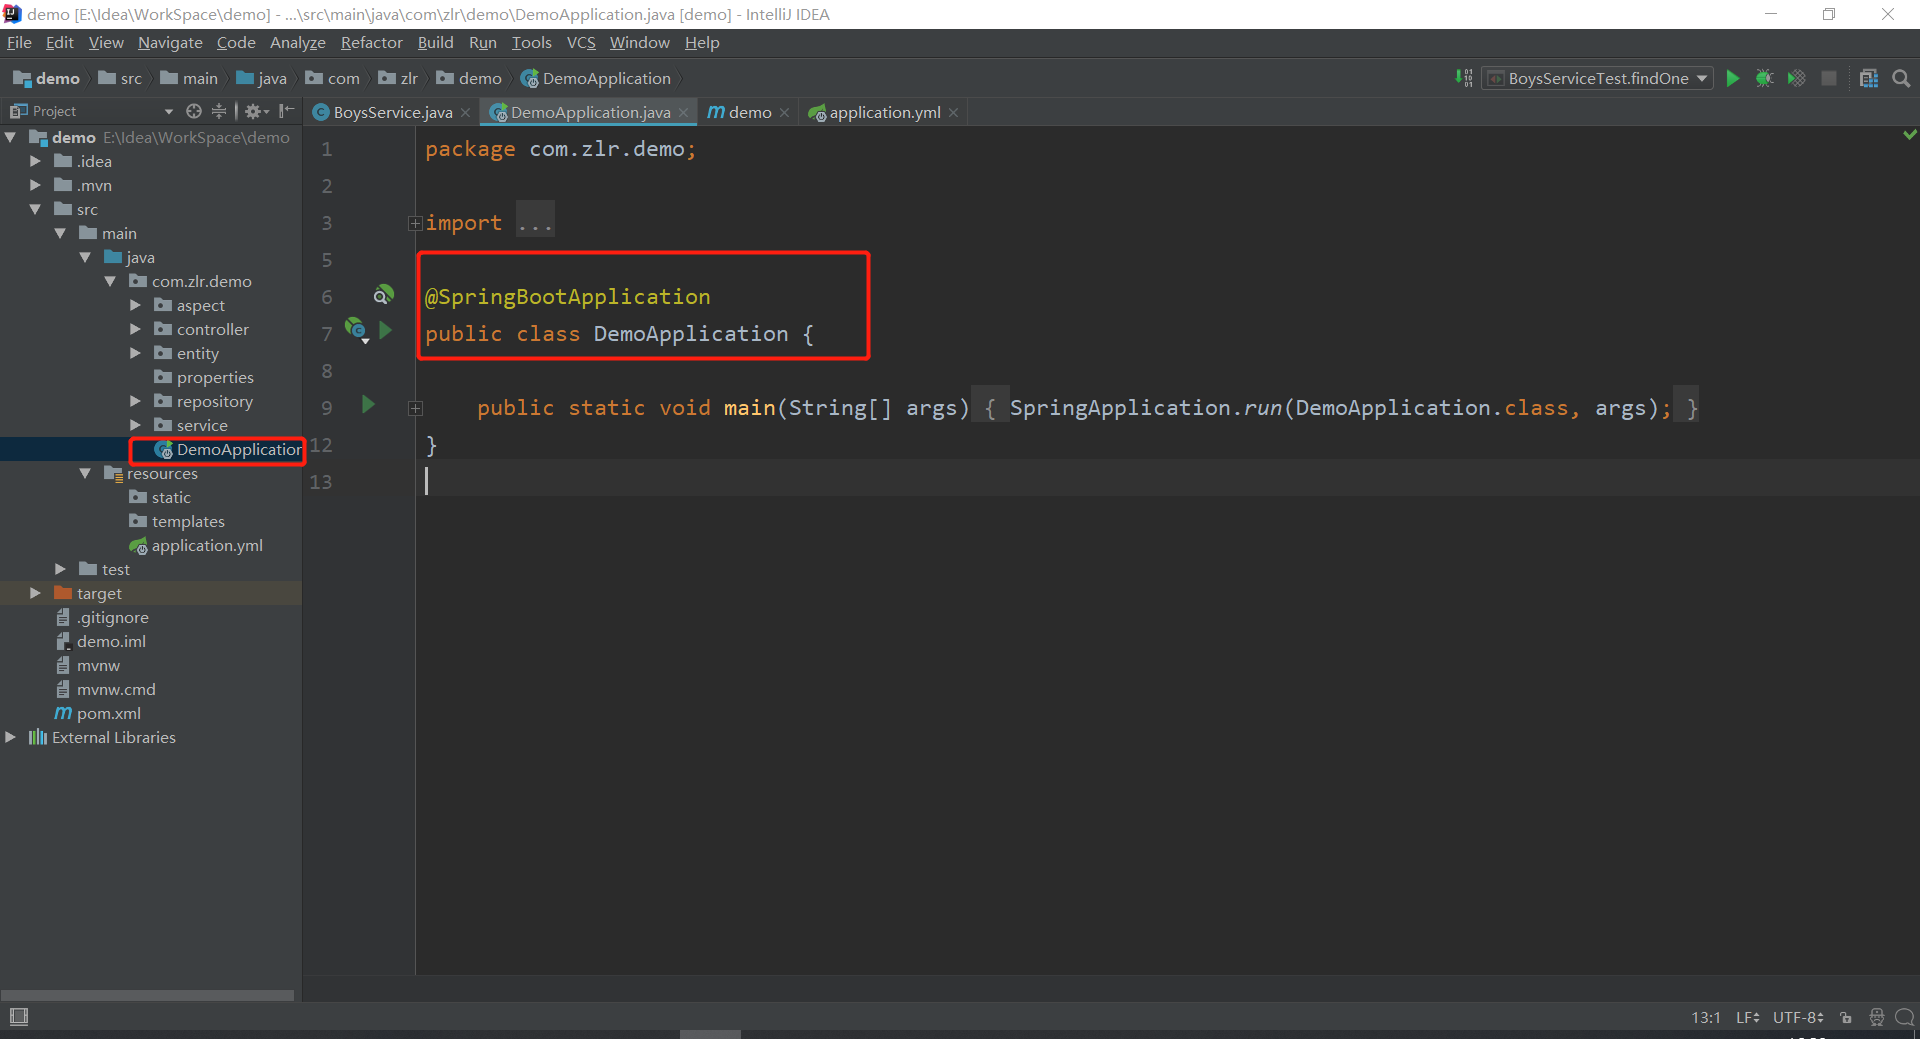 demo [E:\Idea\WorkSpace\demo] - ...\src\main\java\com\zlr\demo\DemoApplication.java [demo] - IntelliJ IDEA
File Edit View Navigate Code Analyze Refactor Build Run Tools VCS Window Help
demo src main java com zlr demo DemoApplication BoysServiceTest.findOne
Project BoysService.java DemoApplication.java demo application.yml
demo E:\Idea\WorkSpace\demo
.idea
.mvn
src
main
java
com.zlr.demo
aspect
controller
entity
properties
repository
service
DemoApplication
resources
static
templates
application.yml
test
target
.gitignore
demo.iml
mvnw
mvnw.cmd
pom.xml
External Libraries
1 package com.zlr.demo;
2
3 import ...
5
6 @SpringBootApplication
7 public class DemoApplication {
8
9 public static void main(String[] args) { SpringApplication.run(DemoApplication.class, args); }
12 }
13
13:1 LF UTF-8